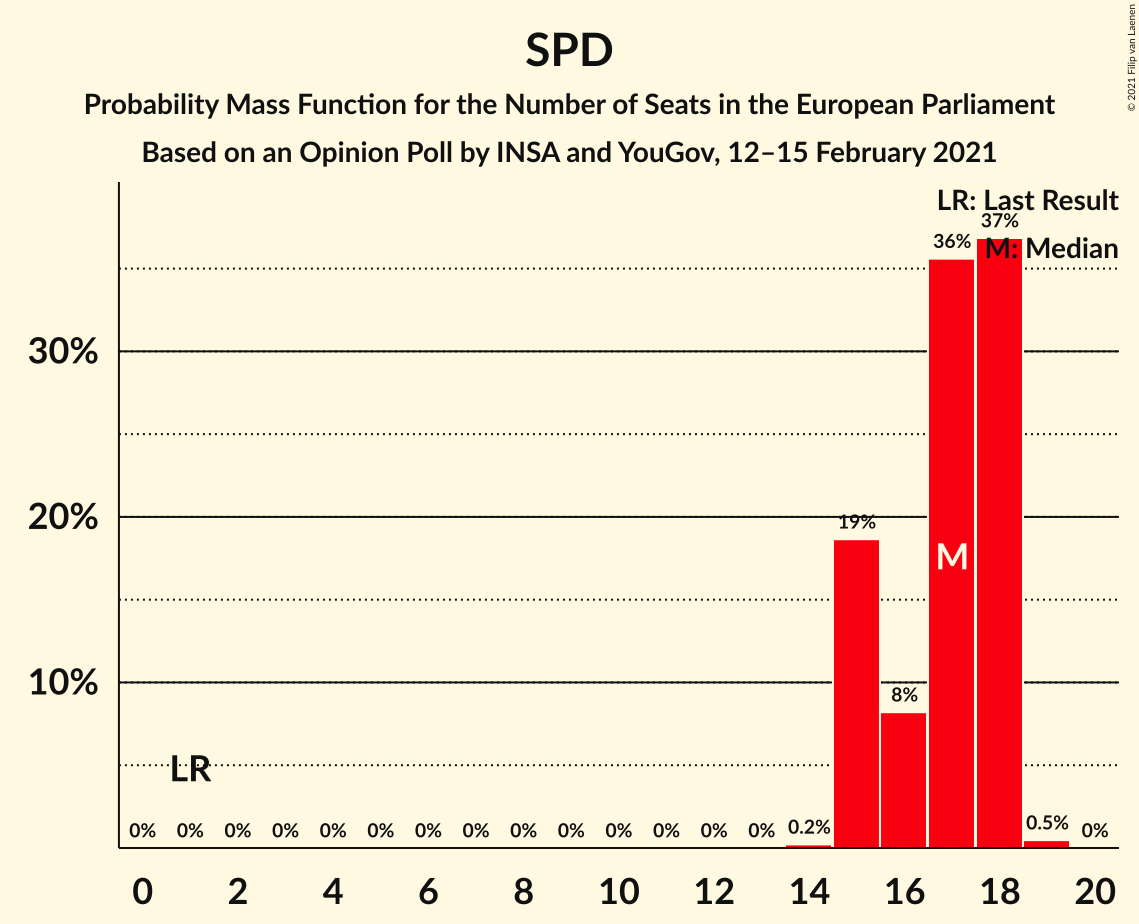 SPD
Probability Mass Function for the Number of Seats in the European Parliament
Based on an Opinion Poll by INSA and YouGov, 12–15 February 2021
© 2021 Filip van Laenen
LR: Last Result
M: Median
37%
36%
30%
20%
19%
M
10%
8%
LR
0% 0% 0% 0% 0% 0% 0% 0% 0% 0% 0% 0% 0% 0% 0.2% 0.5% 0%
0 2 4 6 8 10 12 14 16 18 20